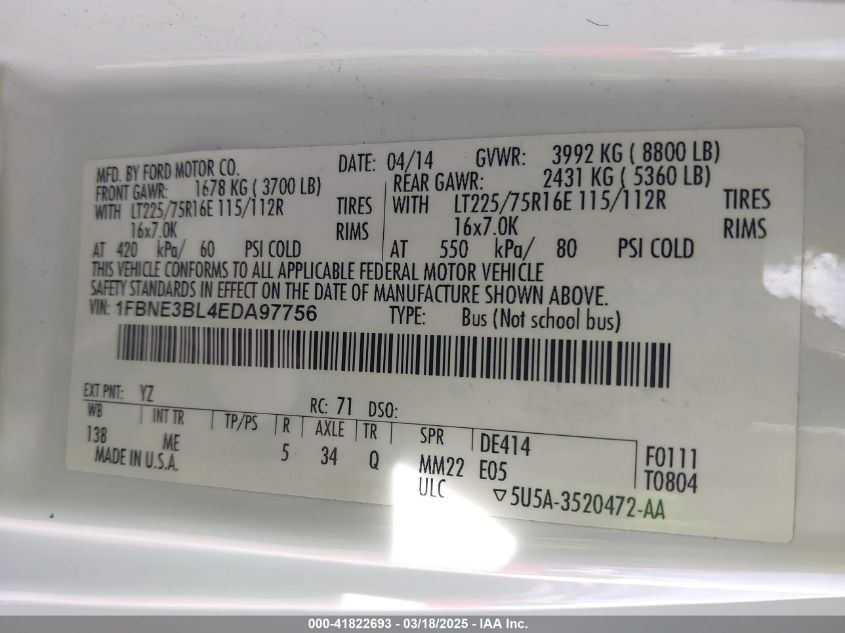 MFD. BY FORD MOTOR CO. DATE: 04/14 GVWR: 3992 KG ( 8800 LB)
FRONT GAWR: 1678 KG ( 3700 LB) REAR GAWR: 2431 KG ( 5360 LB)
WITH LT225/75R16E 115/112R TIRES WITH LT225/75R16E 115/112R TIRES
16x7.0K RIMS 16x7.0K RIMS
AT 420 kPa/ 60 PSI COLD AT 550 kPa/ 80 PSI COLD
THIS VEHICLE CONFORMS TO ALL APPLICABLE FEDERAL MOTOR VEHICLE
SAFETY STANDARDS IN EFFECT ON THE DATE OF MANUFACTURE SHOWN ABOVE.
VIN: 1FBNE3BL4EDA97756 TYPE: Bus (Not school bus)
EXT PNT: YZ RC: 71 DSO:
WB INT TR TP/PS R AXLE TR SPR DE414 F0111
138 ME 5 34 Q MM22 E05 T0804
MADE IN U.S.A. ULC ▽5U5A-3520472-AA
000-41822693 - 03/18/2025 - IAA Inc.